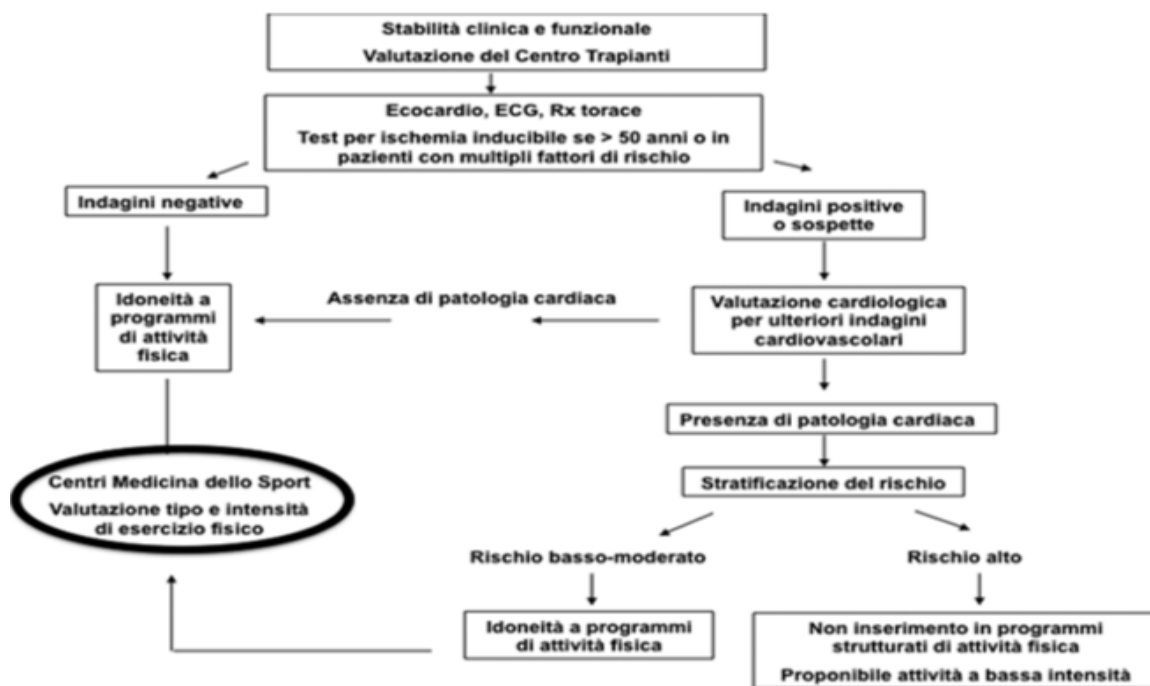 Stabilità clinica e funzionale
Valutazione del Centro Trapianti
Ecocardio, ECG, Rx torace
Test per ischemia inducibile se > 50 anni o in
pazienti con multipli fattori di rischio
Indagini negative
Indagini positive
o sospette
Idoneità a
programmi
di attività
fisica
Assenza di patologia cardiaca
Valutazione cardiologica
per ulteriori indagini
cardiovascolari
Presenza di patologia cardiaca
Centri Medicina dello Sport
Valutazione tipo e intensità
di esercizio fisico
Stratificazione del rischio
Rischio basso-moderato
Rischio alto
Idoneità a programmi
di attività fisica
Non inserimento in programmi
strutturati di attività fisica
Proponibile attività a bassa intensità